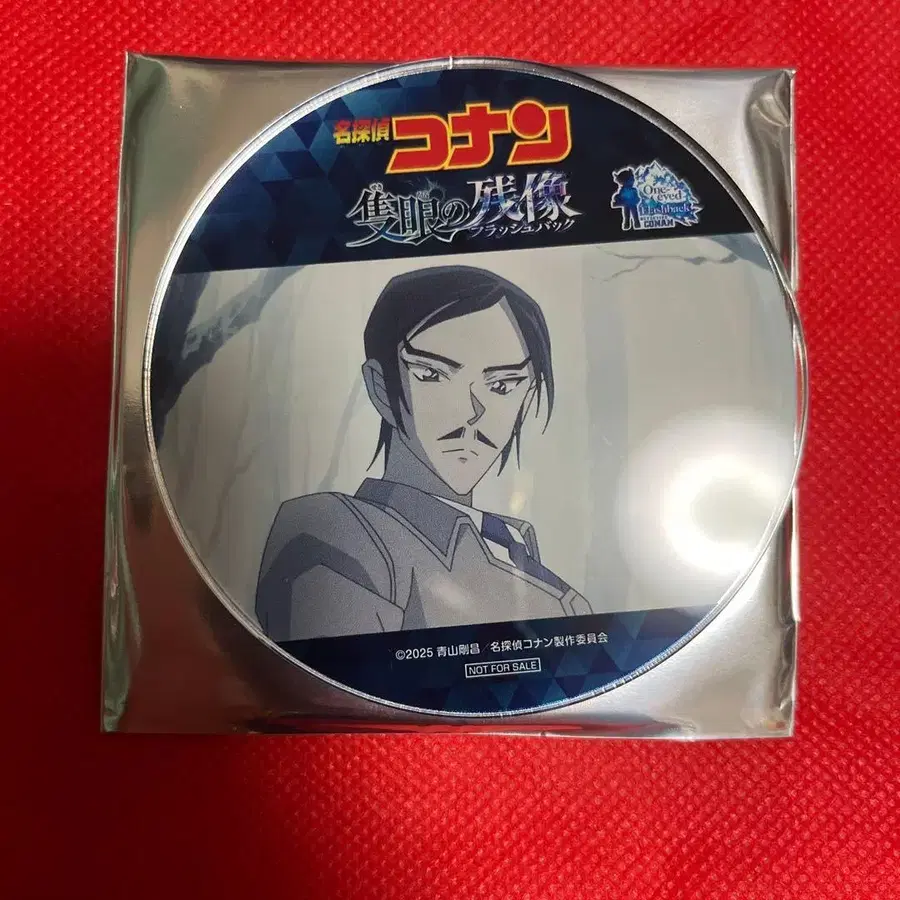 名探偵
コナン
隻眼の残像
フラッシュバック
One-
eyed
Flashback
CONAN
©2025 青山剛昌／名探偵コナン製作委員会
NOT FOR SALE